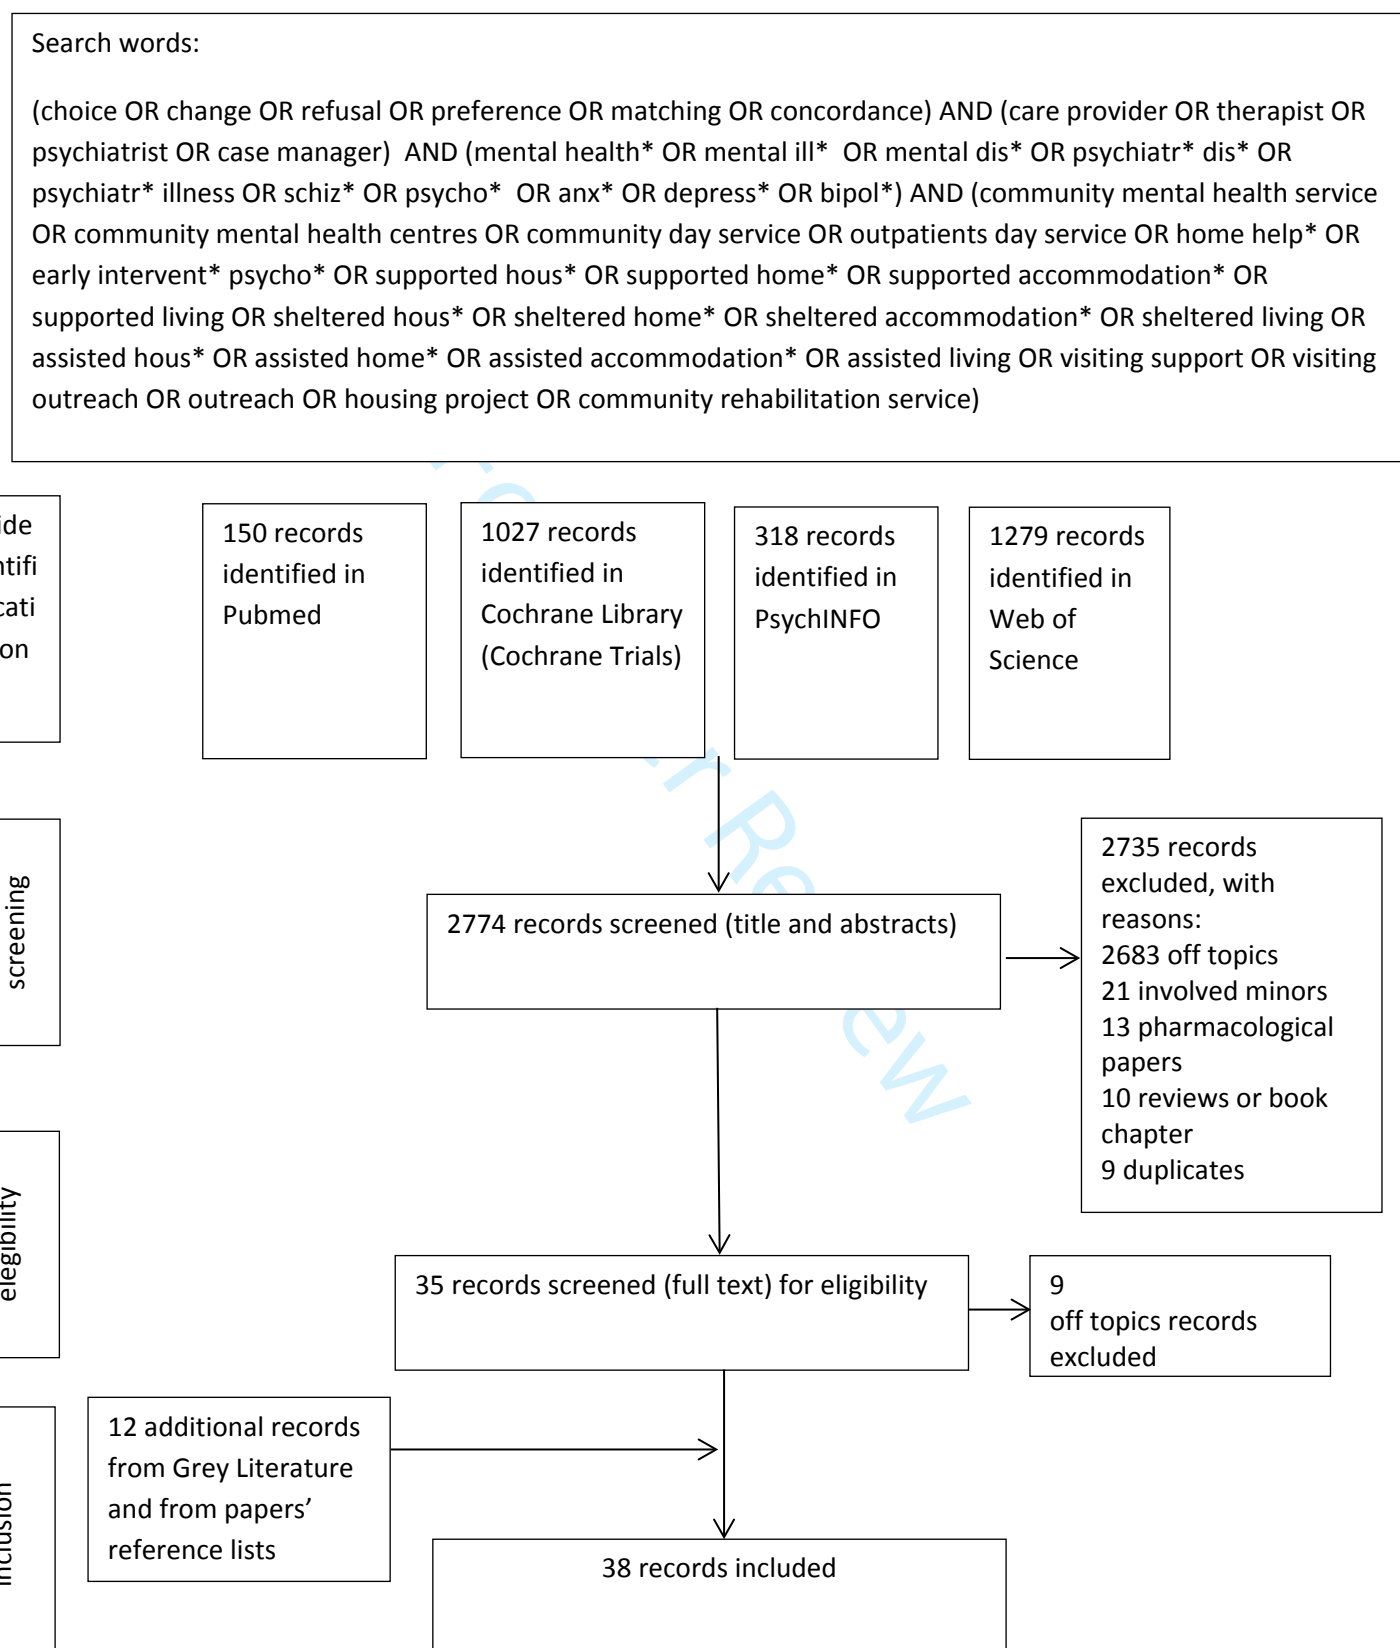 Search words:
(choice OR change OR refusal OR preference OR matching OR concordance) AND (care provider OR therapist OR
psychiatrist OR case manager) AND (mental health* OR mental ill* OR mental dis* OR psychiatr* dis* OR
psychiatr* illness OR schiz* OR psycho* OR anx* OR depress* OR bipol*) AND (community mental health service
OR community mental health centres OR community day service OR outpatients day service OR home help* OR
early intervent* psycho* OR supported hous* OR supported home* OR supported accommodation* OR
supported living OR sheltered hous* OR sheltered home* OR sheltered accommodation* OR sheltered living OR
assisted hous* OR assisted home* OR assisted accommodation* OR assisted living OR visiting support OR visiting
outreach OR outreach OR housing project OR community rehabilitation service)
ide
ntifi
cati
on
150 records
identified in
Pubmed
1027 records
identified in
Cochrane Library
(Cochrane Trials)
318 records
identified in
PsychINFO
1279 records
identified in
Web of
Science
screening
2774 records screened (title and abstracts)
2735 records
excluded, with
reasons:
2683 off topics
21 involved minors
13 pharmacological
papers
10 reviews or book
chapter
9 duplicates
elegibility
35 records screened (full text) for eligibility
9
off topics records
excluded
inclusion
12 additional records
from Grey Literature
and from papers’
reference lists
38 records included
r Review